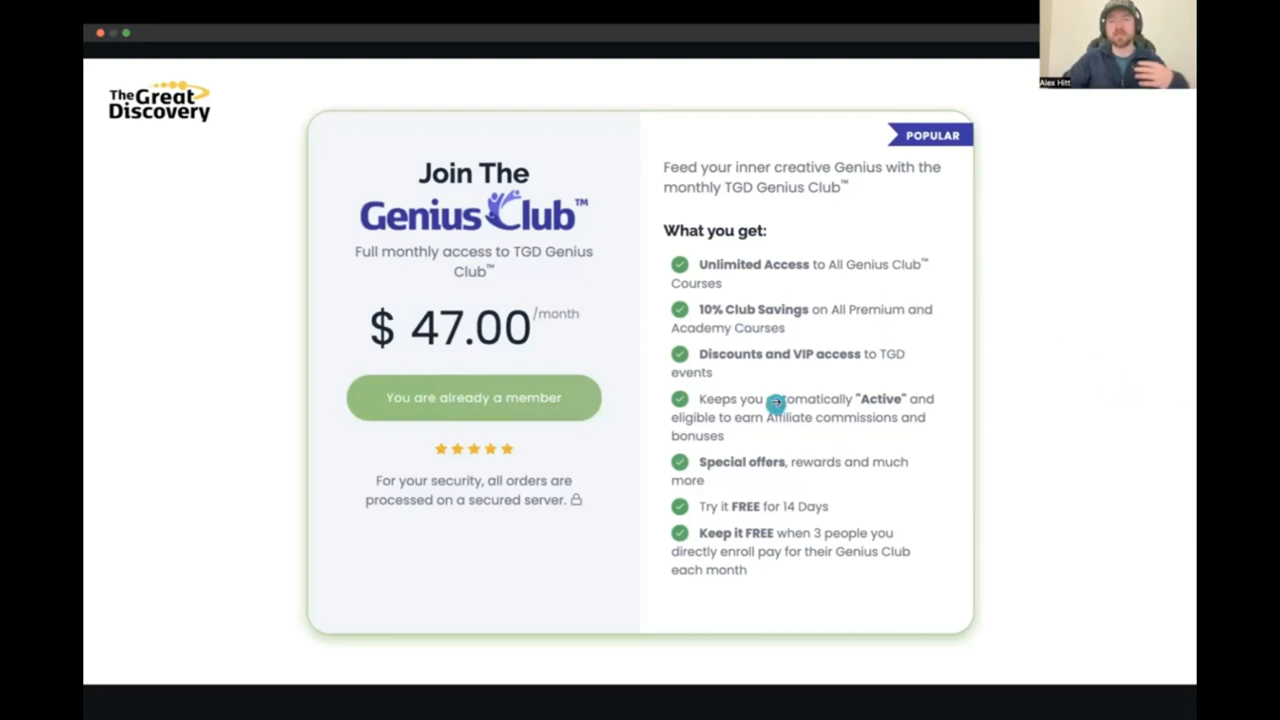 Alex Hitt
The Great
Discovery
POPULAR
Join The
Genius Club™
Full monthly access to TGD Genius
Club™
$ 47.00 /month
You are already a member
For your security, all orders are
processed on a secured server.
Feed your inner creative Genius with the
monthly TGD Genius Club™
What you get:
Unlimited Access to All Genius Club™
Courses
10% Club Savings on All Premium and
Academy Courses
Discounts and VIP access to TGD
events
Keeps you automatically "Active" and
eligible to earn Affiliate commissions and
bonuses
Special offers, rewards and much
more
Try it FREE for 14 Days
Keep it FREE when 3 people you
directly enroll pay for their Genius Club
each month